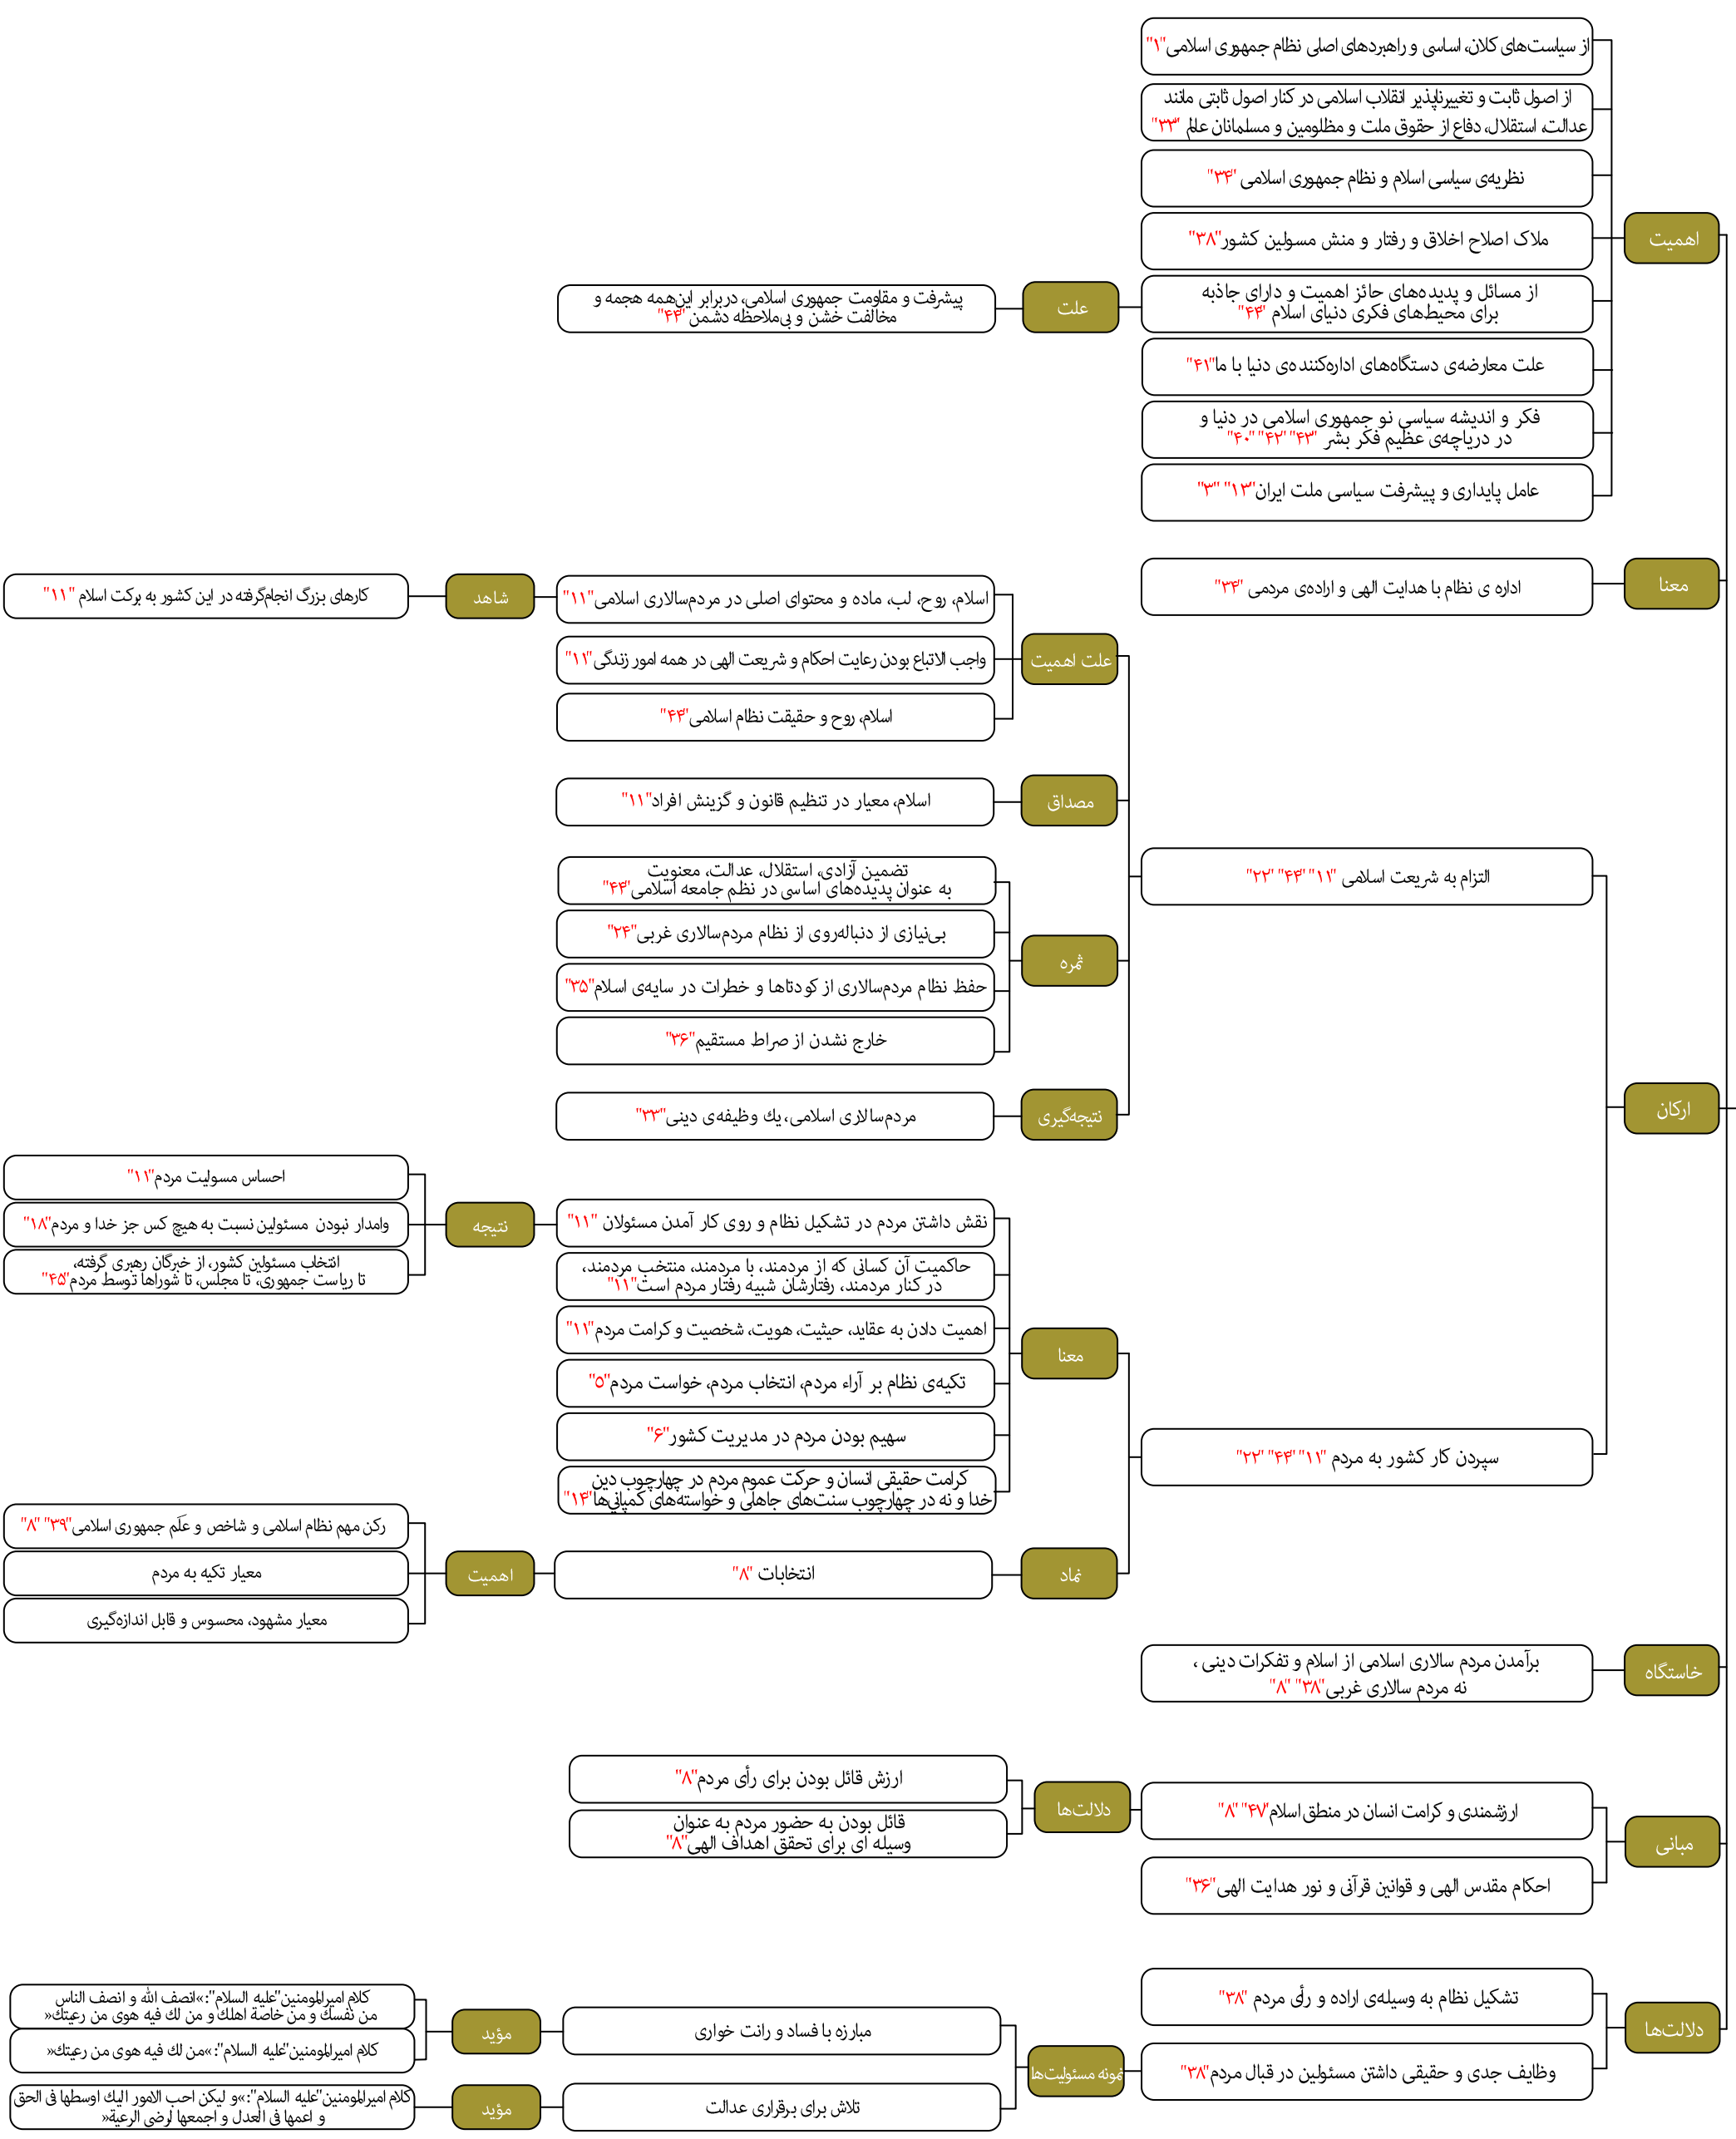 اهمیت
از سیاست‌های کلان، اساسی و راهبردهای اصلی نظام جمهوری اسلامی"۱"
از اصول ثابت و تغییرناپذیر انقلاب اسلامی در کنار اصول ثابتی مانند
عدالت، استقلال، دفاع از حقوق ملت و مظلومین و مسلمانان عالم "۳۳"
نظریه‌ی سیاسی اسلام و نظام جمهوری اسلامی "۳۴"
ملاک اصلاح اخلاق و رفتار و منش مسولین کشور"۳۸"
از مسائل و پدیده‌های حائز اهمیت و دارای جاذبه
برای محیط‌های فکری دنیای اسلام "۴۴"
علت
پیشرفت و مقاومت جمهوری اسلامی، دربرابر این‌همه هجمه و
مخالفت خشن و بی‌ملاحظه دشمن "۴۴"
علت معارضه‌ی دستگاه‌های اداره‌کننده‌ی دنیا با ما"۴۱"
فکر و اندیشه سیاسی نو جمهوری اسلامی در دنیا و
در دریاچه‌ی عظیم فکر بشر "۴۳" "۴۲" "۴۰"
عامل پایداری و پیشرفت سیاسی ملت ایران"۱۳" "۳"
معنا
اداره ی نظام با هدایت الهی و اراده‌ی مردمی "۳۴"
ارکان
التزام به شریعت اسلامی "۱۱" "۴۴" "۲۲"
علت اهمیت
اسلام، روح، لب، ماده و محتوای اصلی در مردم‌سالاری اسلامی"۱۱"
شاهد
کارهای بزرگ انجام‌گرفته در این کشور به برکت اسلام "۱۱"
واجب الاتباع بودن رعایت احکام و شریعت الهی در همه امور زندگی"۱۱"
اسلام، روح و حقیقت نظام اسلامی"۴۴"
مصداق
اسلام، معیار در تنظیم قانون و گزینش افراد"۱۱"
ثمره
تضمین آزادی، استقلال، عدالت، معنویت
به عنوان پدیده‌های اساسی در نظم جامعه اسلامی"۴۴"
بی‌نیازی از دنباله‌روی از نظام مردم‌سالاری غربی"۲۴"
حفظ نظام مردم‌سالاری از کودتاها و خطرات در سایه‌ی اسلام"۳۵"
خارج نشدن از صراط مستقیم"۳۶"
نتیجه‌گیری
مردم‌سالاری اسلامی، یك وظیفه‌ی دینی"۳۳"
سپردن کار کشور به مردم "۱۱" "۴۴" "۲۲"
معنا
نقش داشتن مردم در تشکیل نظام و روی کار آمدن مسئولان "۱۱"
نتیجه
احساس مسولیت مردم"۱۱"
وامدار نبودن مسئولین نسبت به هیچ کس جز خدا و مردم"۱۸"
انتخاب مسئولین کشور، از خبرگان رهبری گرفته،
تا ریاست جمهوری، تا مجلس، تا شوراها توسط مردم"۴۵"
حاکمیت آن کسانی که از مردمند، با مردمند، منتخب مردمند،
در کنار مردمند، رفتارشان شبیه رفتار مردم است"۱۱"
اهمیت دادن به عقاید، حیثیت، هویت، شخصیت و کرامت مردم"۱۱"
تکیه‌ی نظام بر آراء مردم، انتخاب مردم، خواست مردم"۵"
سهیم بودن مردم در مدیریت کشور"۶"
کرامت حقیقی انسان و حرکت عموم مردم در چهارچوب دین
خدا و نه در چهارچوب سنت‌های جاهلی و خواسته‌های کمپانی‌ها"۱۴"
نماد
انتخابات "۸"
اهمیت
رکن مهم نظام اسلامی و شاخص و علَم جمهوری اسلامی"۳۹" "۸"
معیار تکیه به مردم
معیار مشهود، محسوس و قابل اندازه‌گیری
خاستگاه
برآمدن مردم سالاری اسلامی از اسلام و تفکرات دینی ،
نه مردم سالاری غربی"۳۸" "۸"
مبانی
ارزشمندی و کرامت انسان در منطق اسلام"۴۷" "۸"
دلالت‌ها
ارزش قائل بودن برای رأی مردم"۸"
قائل بودن به حضور مردم به عنوان
وسیله ای برای تحقق اهداف الهی"۸"
احکام مقدس الهی و قوانین قرآنی و نور هدایت الهی"۳۶"
دلالت‌ها
تشکیل نظام به وسیله‌ی اراده و رأی مردم "۳۸"
وظایف جدی و حقیقی داشتن مسئولین در قبال مردم"۳۸"
نمونه مسئولیت‌ها
مبارزه با فساد و رانت خواری
مؤید
کلام امیرالمومنین"علیه السلام":»انصف الله و انصف الناس
من نفسك و من خاصة اهلك و من لك فیه هوی من رعیتك«
کلام امیرالمومنین"علیه السلام":»من لك فیه هوی من رعیتك«
تلاش برای برقراری عدالت
مؤید
کلام امیرالمومنین"علیه السلام":»و لیکن احب الامور الیك اوسطها فی الحق
و اعمها فی العدل و اجمعها لرضی الرعیة«